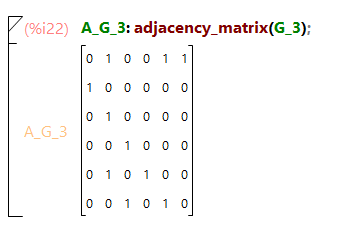 (%i22) A_G_3: adjacency_matrix(G_3);
0 1 0 0 1 1
1 0 0 0 0 0
0 1 0 0 0 0
A_G_3
0 0 1 0 0 0
0 1 0 1 0 0
0 0 1 0 1 0